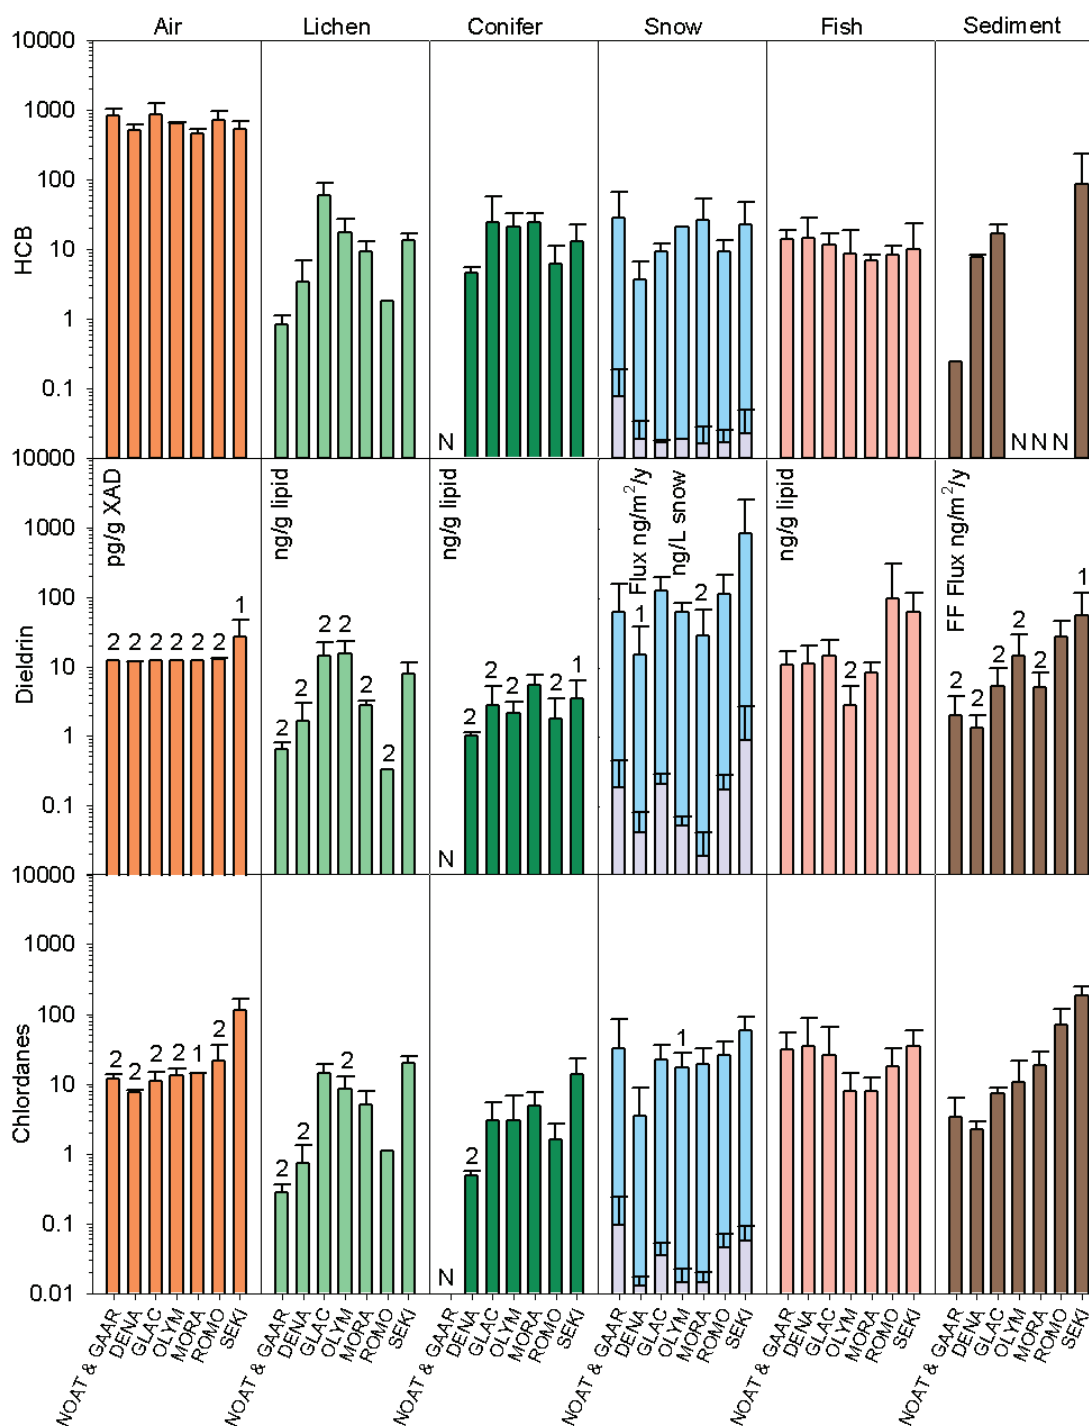 Air Lichen Conifer Snow Fish Sediment
10000
1000
100
10
1
0.1
HCB
N
N N N
10000
1000
100
10
1
0.1
Dieldrin
pg/g XAD
ng/g lipid
ng/g lipid
Flux ng/m²/y
ng/L snow
ng/g lipid
FF Flux ng/m²/y
2 2 2 2 2 2 1
2 2 2 2 2 2
N 2 2 2 2 1
1 2
2
2 2 2 2 2 1
10000
1000
100
10
1
0.1
0.01
Chlordanes
2 2 2 2 1 2
2 2 2
N 2
1
NOAT & GAAR DENA GLAC OLYM MORA ROMO SEKI
NOAT & GAAR DENA GLAC OLYM MORA ROMO SEKI
NOAT & GAAR DENA GLAC OLYM MORA ROMO SEKI
NOAT & GAAR DENA GLAC OLYM MORA ROMO SEKI
NOAT & GAAR DENA GLAC OLYM MORA ROMO SEKI
NOAT & GAAR DENA GLAC OLYM MORA ROMO SEKI